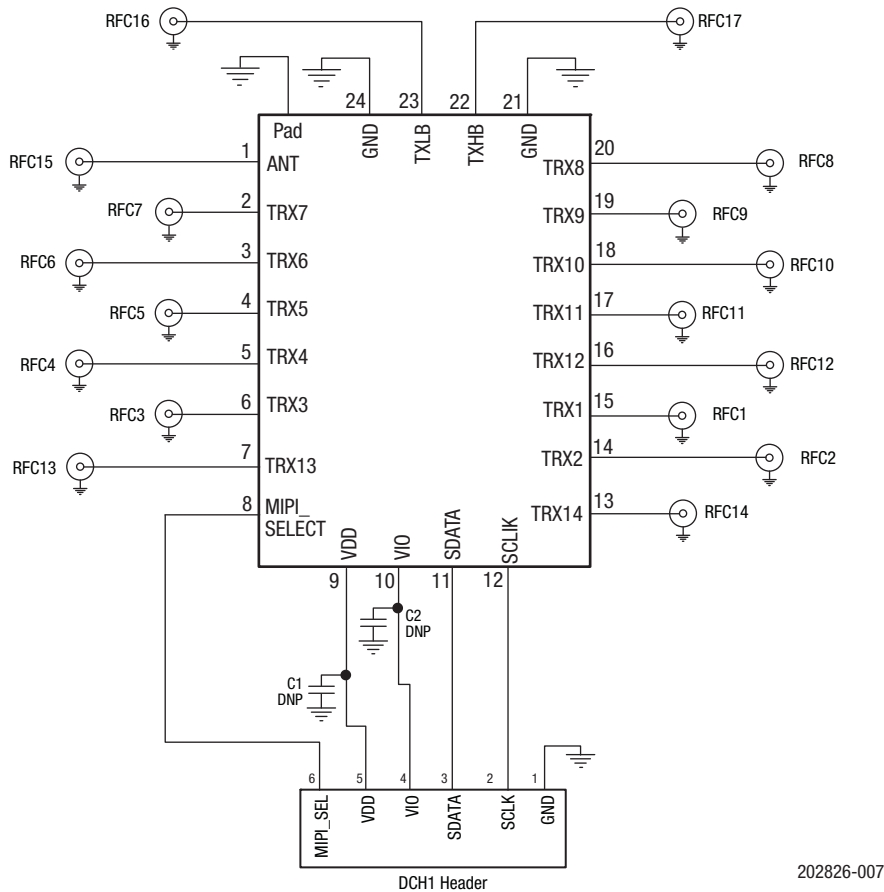 RFC16
RFC17
24
23
22
21
Pad
GND
TXLB
TXHB
GND
RFC15
1
ANT
TRX8
20
RFC8
RFC7
2
TRX7
TRX9
19
RFC9
RFC6
3
TRX6
TRX10
18
RFC10
RFC5
4
TRX5
TRX11
17
RFC11
RFC4
5
TRX4
TRX12
16
RFC12
RFC3
6
TRX3
TRX1
15
RFC1
RFC13
7
TRX13
TRX2
14
RFC2
8
MIPI_
SELECT
TRX14
13
RFC14
VDD
VIO
SDATA
SCLIK
9
10
11
12
C2
DNP
C1
DNP
6
5
4
3
2
1
MIPI_SEL
VDD
VIO
SDATA
SCLK
GND
DCH1 Header
202826-007